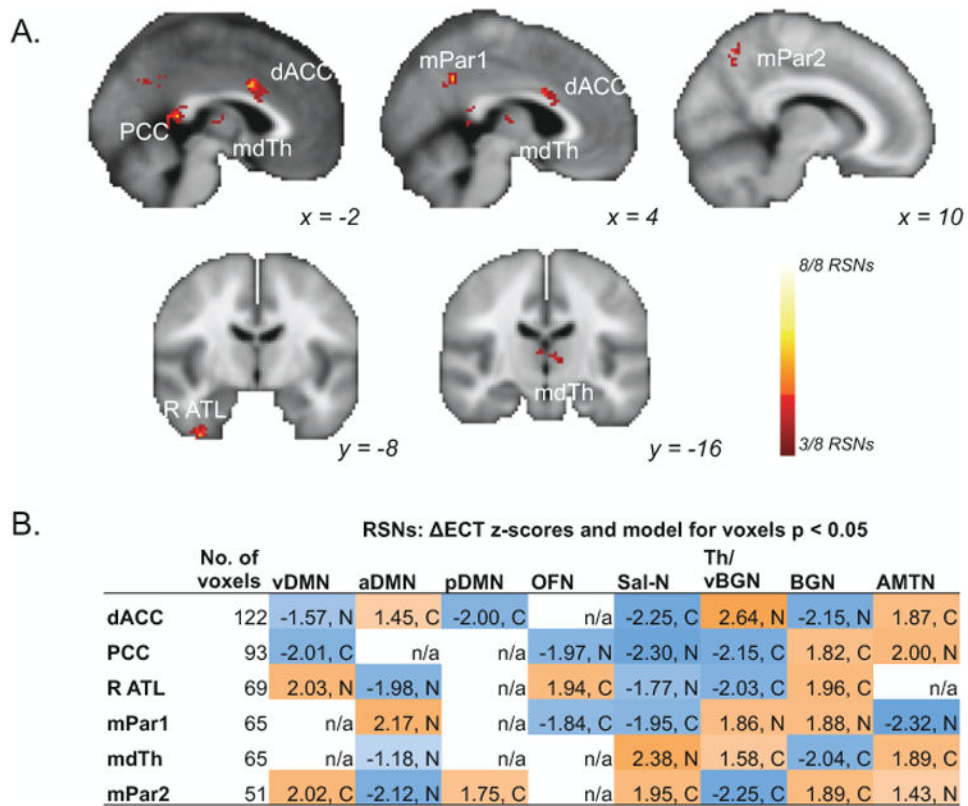 A.
dACC
PCC
mdTh
x = -2
mPar1
dACC
mdTh
x = 4
mPar2
x = 10
R ATL
y = -8
mdTh
y = -16
8/8 RSNs
3/8 RSNs
B.
RSNs: ΔECT z-scores and model for voxels p < 0.05
No. of voxels vDMN aDMN pDMN OFN Sal-N Th/vBGN BGN AMTN
dACC 122 -1.57, N 1.45, C -2.00, C n/a -2.25, C 2.64, N -2.15, N 1.87, C
PCC 93 -2.01, C n/a n/a -1.97, N -2.30, N -2.15, C 1.82, C 2.00, N
R ATL 69 2.03, N -1.98, N n/a 1.94, C -1.77, N -2.03, C 1.96, C n/a
mPar1 65 n/a 2.17, N n/a -1.84, C -1.95, C 1.86, N 1.88, N -2.32, N
mdTh 65 n/a -1.18, N n/a n/a 2.38, N 1.58, C -2.04, C 1.89, C
mPar2 51 2.02, C -2.12, N 1.75, C n/a 1.95, C -2.25, C 1.89, C 1.43, N